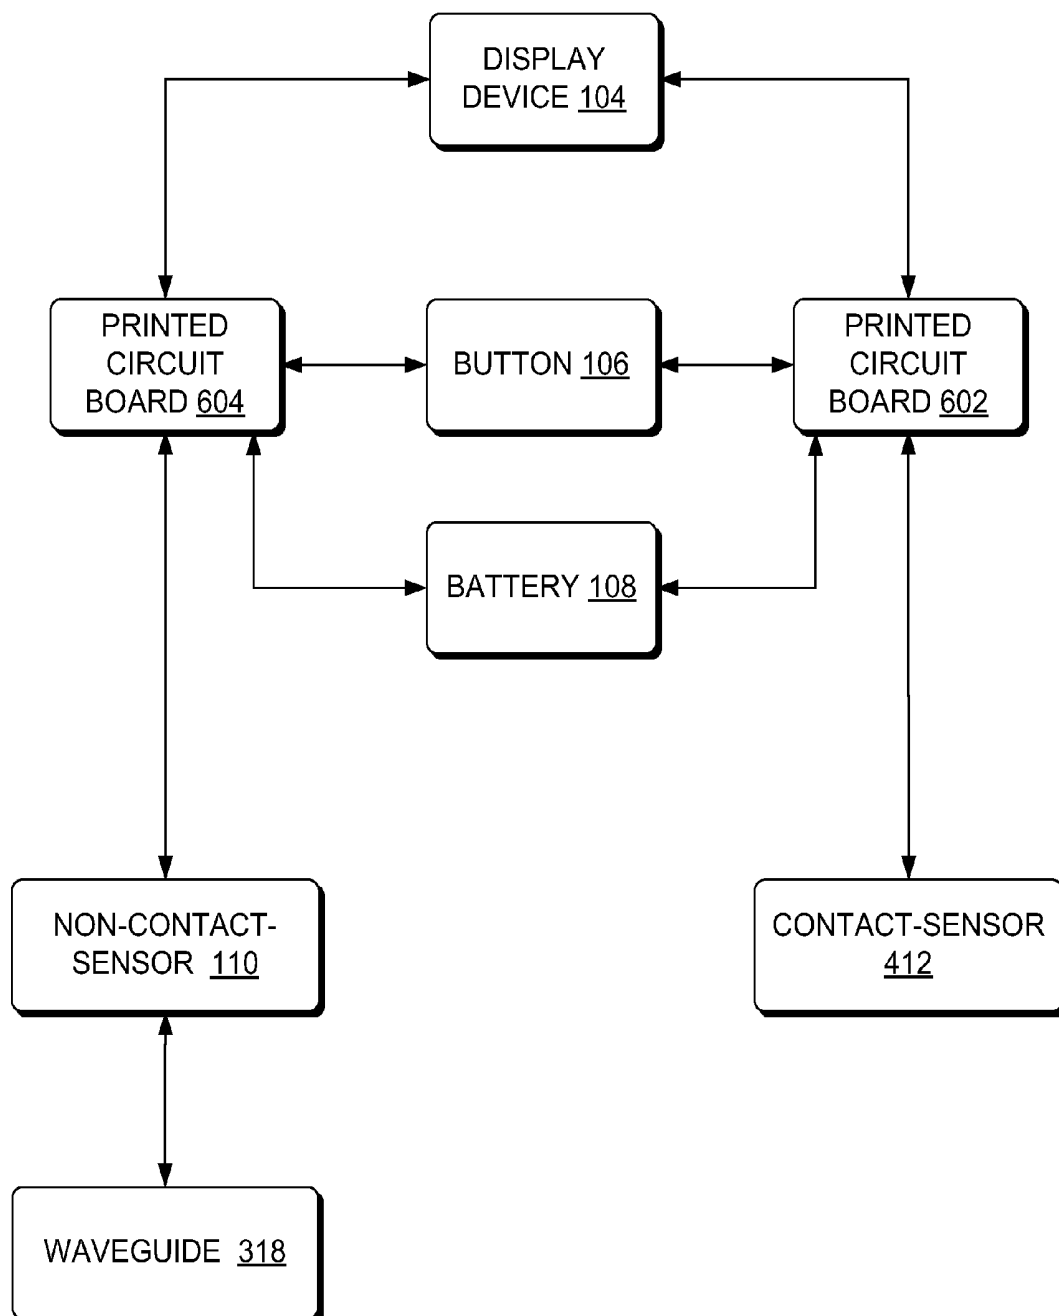 DISPLAY
DEVICE 104
PRINTED
CIRCUIT
BOARD 604
BUTTON 106
PRINTED
CIRCUIT
BOARD 602
BATTERY 108
NON-CONTACT-
SENSOR 110
CONTACT-SENSOR
412
WAVEGUIDE 318